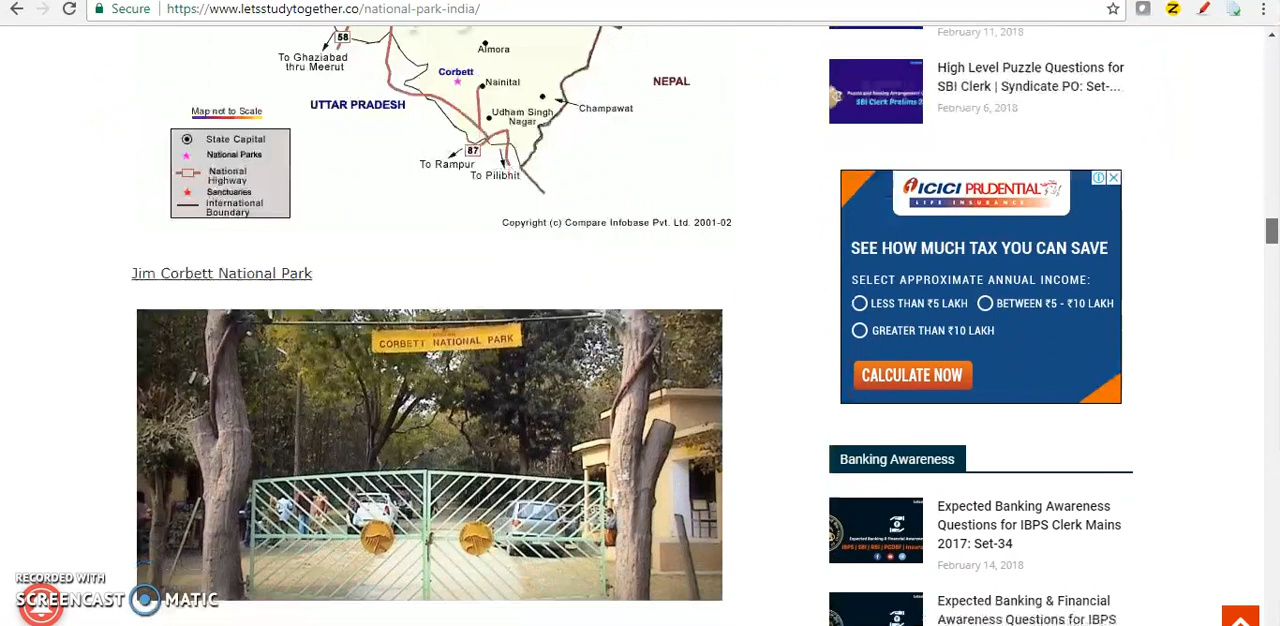 Secure
https://www.letsstudytogether.co/national-park-india/
58
To Ghaziabad
thru Meerut
Almora
Corbett
Nainital
NEPAL
UTTAR PRADESH
Champawat
Udham Singh
Nagar
Map not to Scale
State Capital
National Parks
National
Highway
Sanctuaries
International
Boundary
87
To Rampur
To Pilibhit
Copyright (c) Compare Infobase Pvt. Ltd. 2001-02
Jim Corbett National Park
CORBETT NATIONAL PARK
RECORDED WITH
SCREENCAST MATIC
February 11, 2018
High Level Puzzle Questions for
SBI Clerk | Syndicate PO: Set-...
February 6, 2018
SBI Clerk Prelims
ICICI PRUDENTIAL
LIFE INSURANCE
SEE HOW MUCH TAX YOU CAN SAVE
SELECT APPROXIMATE ANNUAL INCOME:
LESS THAN ₹5 LAKH
BETWEEN ₹5 - ₹10 LAKH
GREATER THAN ₹10 LAKH
CALCULATE NOW
Banking Awareness
Expected Banking Awareness
Questions for IBPS Clerk Mains
2017: Set-34
February 14, 2018
Expected Banking & Financial
Awareness Questions for IBPS